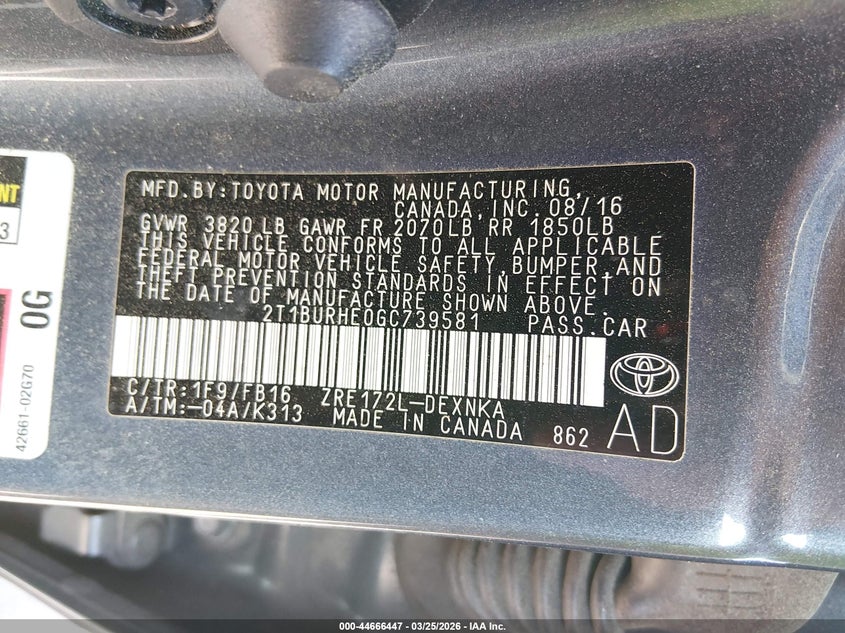 MFD.BY:TOYOTA MOTOR MANUFACTURING,
CANADA,INC. 08/16
GVWR 3820 LB GAWR FR 2070LB RR 1850LB
THIS VEHICLE CONFORMS TO ALL APPLICABLE
FEDERAL MOTOR VEHICLE SAFETY,BUMPER,AND
THEFT PREVENTION STANDARDS IN EFFECT ON
THE DATE OF MANUFACTURE SHOWN ABOVE.
2T1BURHE0GC739581 PASS.CAR
C/TR:1F9/FB16 ZRE172L-DEXNKA
A/TM:-04A/K313 MADE IN CANADA 862
AD
3
0G
42661-02G70
000-44666447 - 03/25/2026 - IAA Inc.